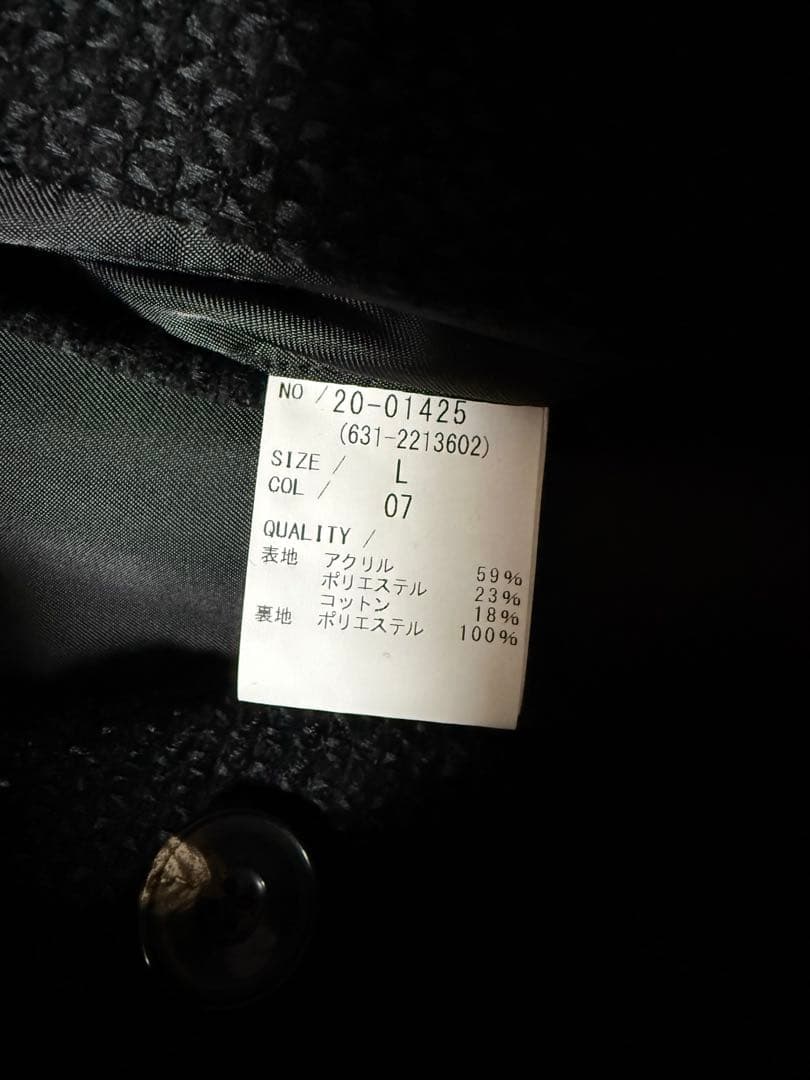 NO / 20-01425
(631-2213602)
SIZE / L
COL / 07
QUALITY /
表地 アクリル 59%
ポリエステル 23%
コットン 18%
裏地 ポリエステル 100%